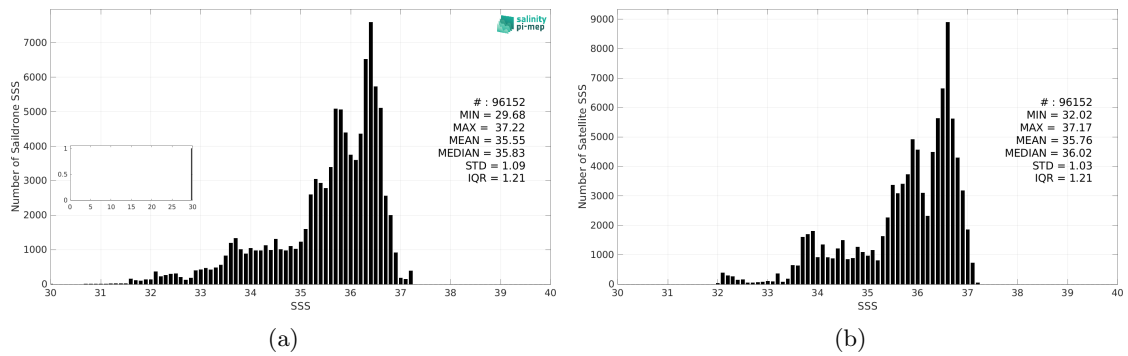 salinity
pi-mep
Number of Saildrone SSS
7000
6000
5000
4000
3000
2000
1000
0
# : 96152
MIN = 29.68
MAX = 37.22
MEAN = 35.55
MEDIAN = 35.83
STD = 1.09
IQR = 1.21
1
0.5
0
0 5 10 15 20 25 30
30 31 32 33 34 35 36 37 38 39 40
SSS
(a)
Number of Satellite SSS
9000
8000
7000
6000
5000
4000
3000
2000
1000
0
# : 96152
MIN = 32.02
MAX = 37.17
MEAN = 35.76
MEDIAN = 36.02
STD = 1.03
IQR = 1.21
30 31 32 33 34 35 36 37 38 39 40
SSS
(b)